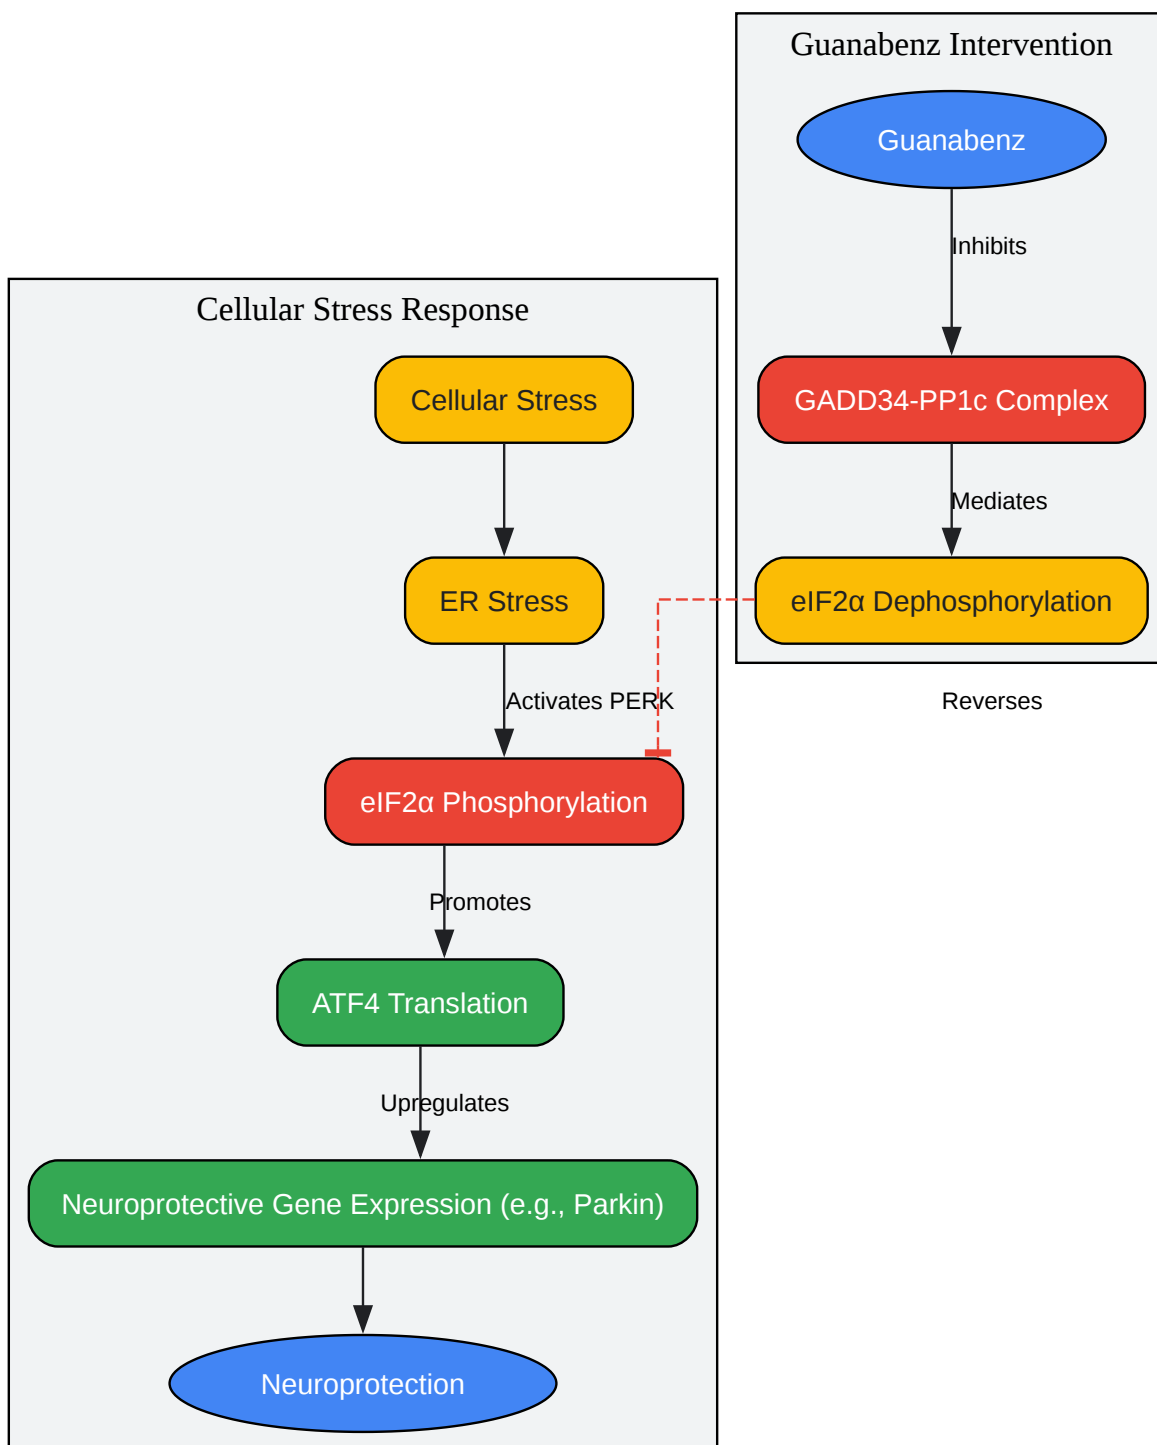 Guanabenz Intervention
Guanabenz
Inhibits
GADD34-PP1c Complex
Mediates
eIF2α Dephosphorylation
Reverses
Cellular Stress Response
Cellular Stress
ER Stress
Activates PERK
eIF2α Phosphorylation
Promotes
ATF4 Translation
Upregulates
Neuroprotective Gene Expression (e.g., Parkin)
Neuroprotection